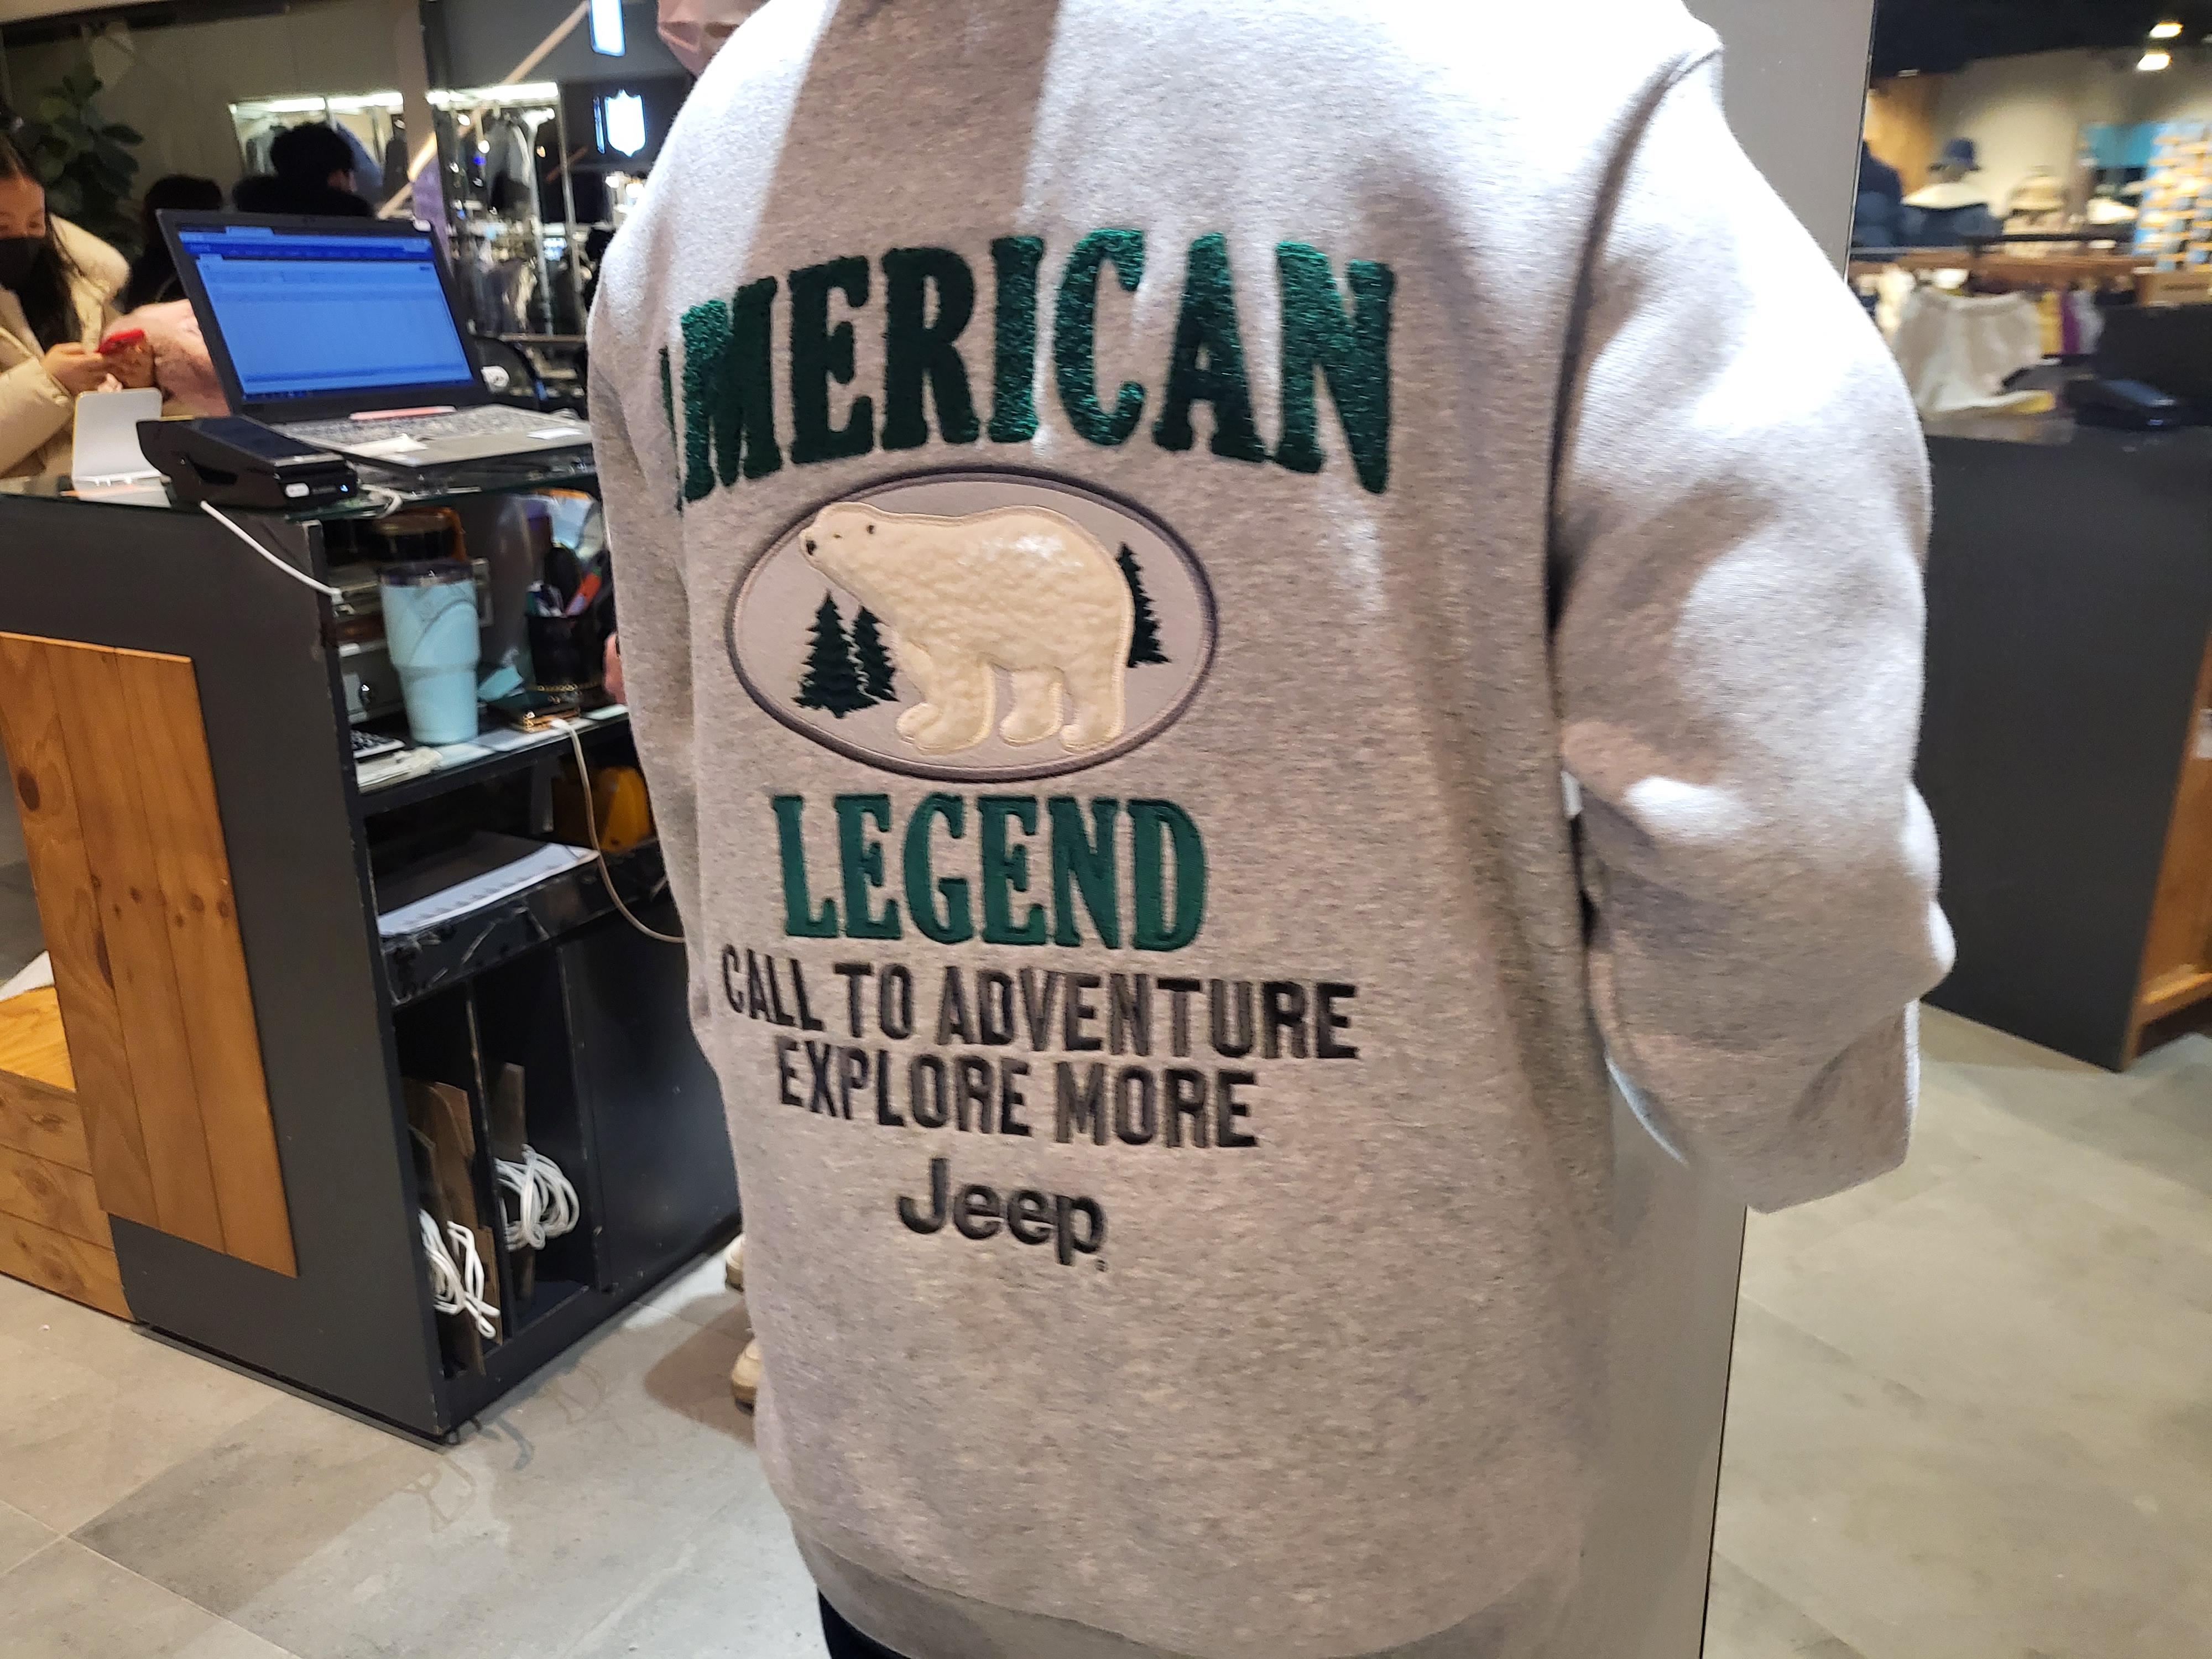 AMERICAN
LEGEND
CALL TO ADVENTURE
EXPLORE MORE
Jeep